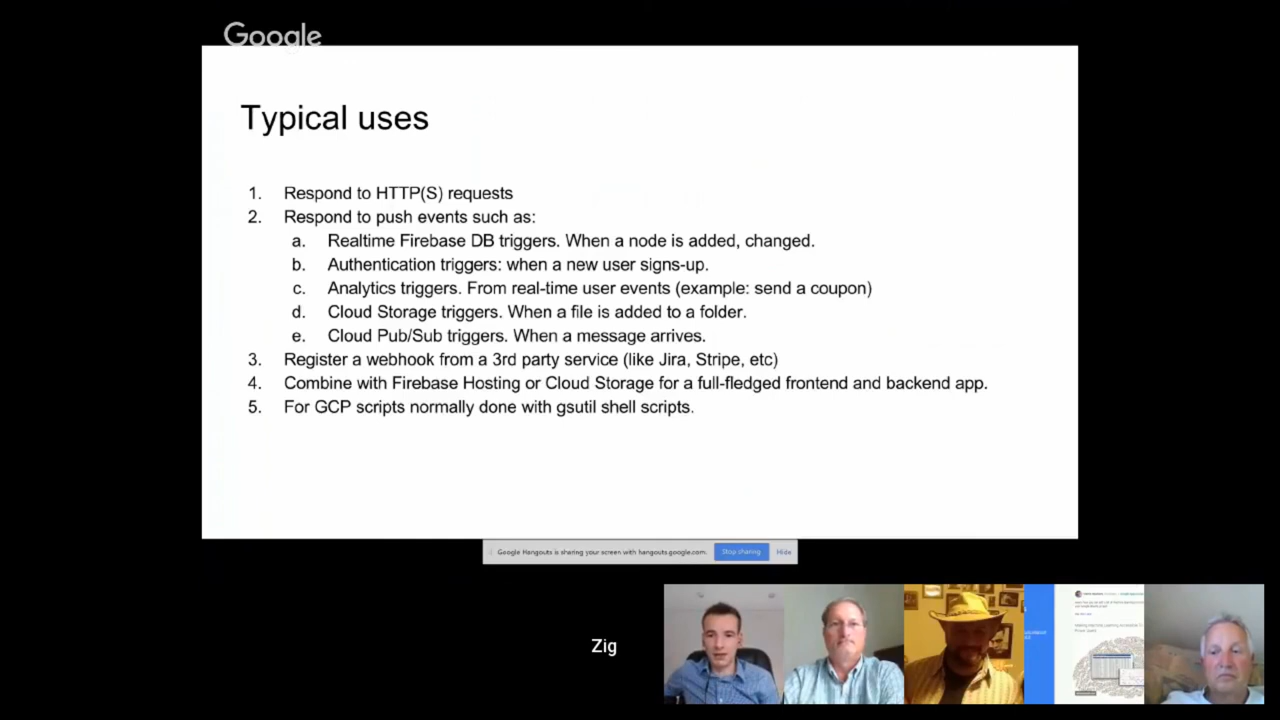 Google
Typical uses
1. Respond to HTTP(S) requests
2. Respond to push events such as:
a. Realtime Firebase DB triggers. When a node is added, changed.
b. Authentication triggers: when a new user signs-up.
c. Analytics triggers. From real-time user events (example: send a coupon)
d. Cloud Storage triggers. When a file is added to a folder.
e. Cloud Pub/Sub triggers. When a message arrives.
3. Register a webhook from a 3rd party service (like Jira, Stripe, etc)
4. Combine with Firebase Hosting or Cloud Storage for a full-fledged frontend and backend app.
5. For GCP scripts normally done with gsutil shell scripts.
Google Hangouts is sharing your screen with hangouts.google.com. Stop sharing Hide
Zig